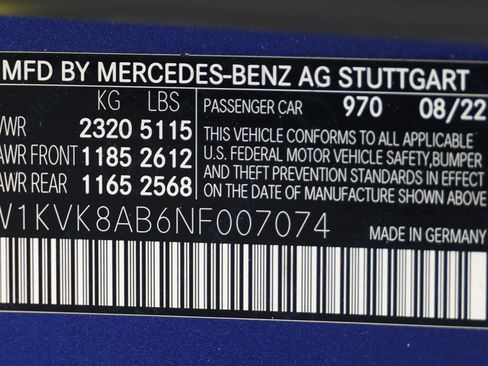 MFD BY MERCEDES-BENZ AG STUTTGART
KG LBS
PASSENGER CAR 970 08/22
VWR 2320 5115
AWR FRONT 1185 2612
AWR REAR 1165 2568
THIS VEHICLE CONFORMS TO ALL APPLICABLE
U.S. FEDERAL MOTOR VEHICLE SAFETY, BUMPER
AND THEFT PREVENTION STANDARDS IN EFFECT
ON THE DATE OF MANUFACTURE SHOWN ABOVE.
W1KVK8AB6NF007074
MADE IN GERMANY